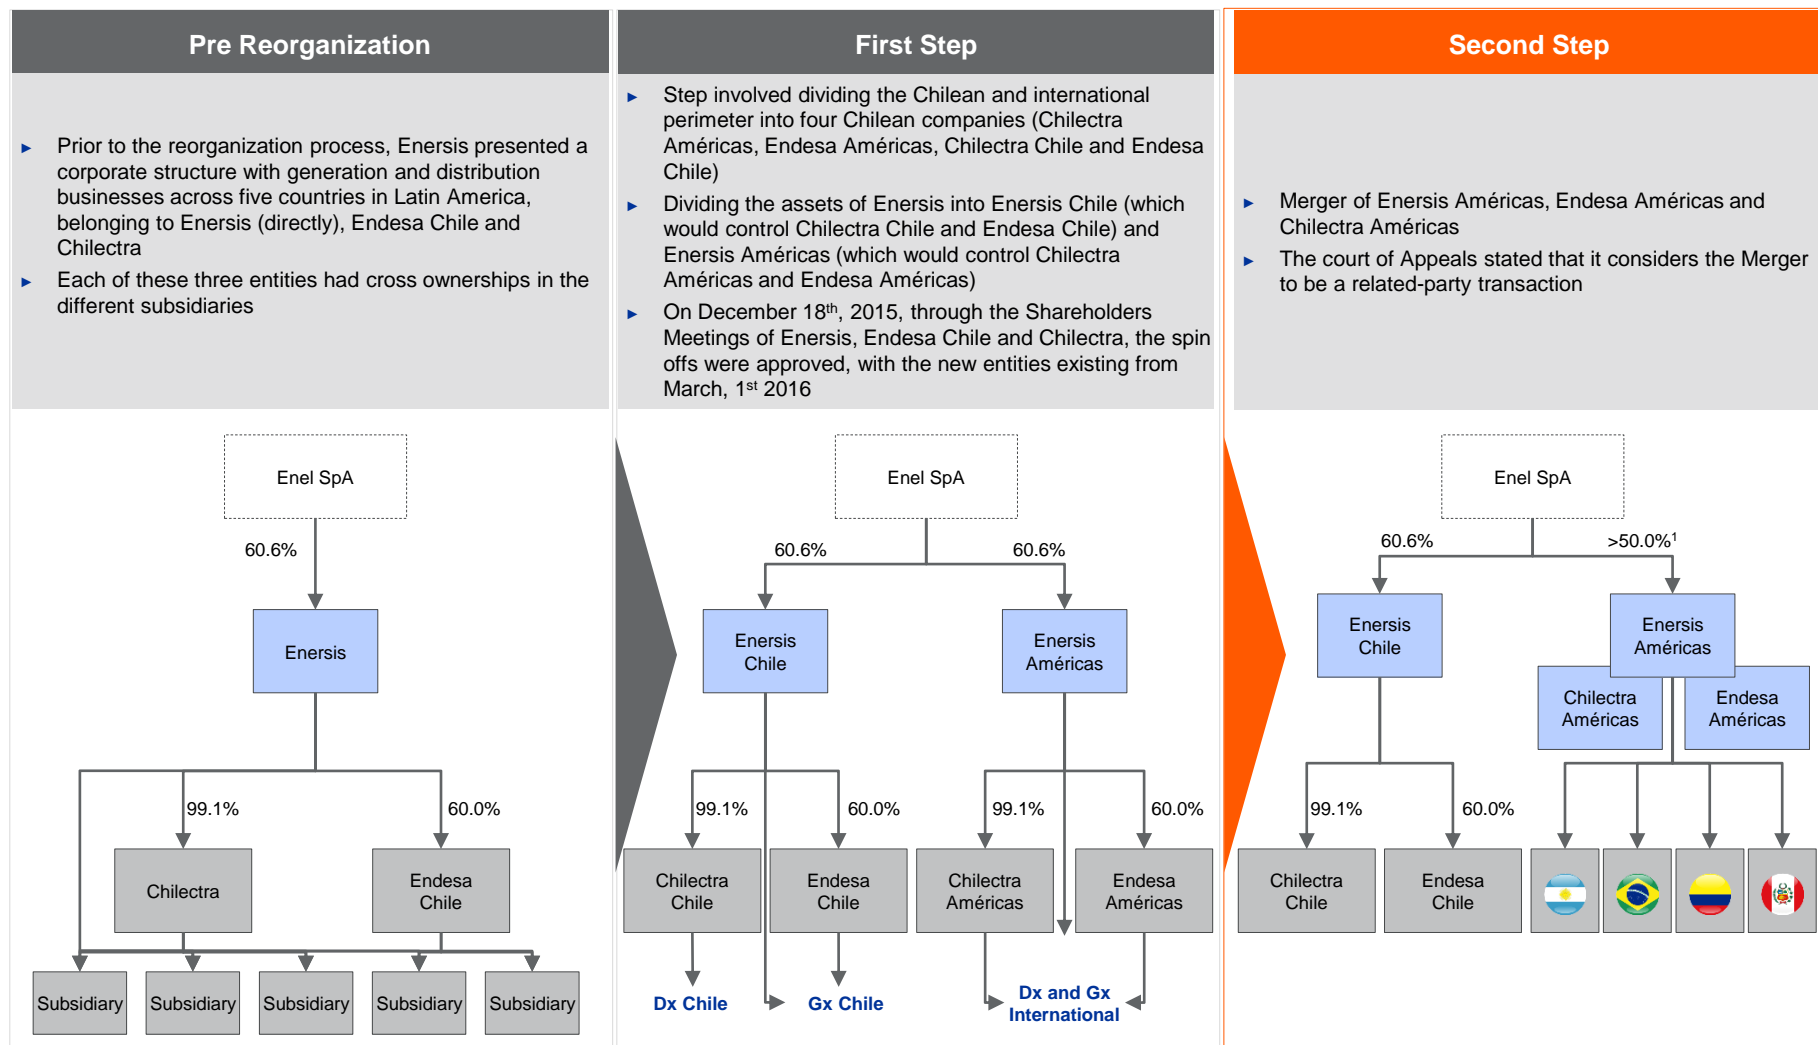 Pre Reorganization
► Prior to the reorganization process, Enersis presented a
corporate structure with generation and distribution
businesses across five countries in Latin America,
belonging to Enersis (directly), Endesa Chile and
Chilectra
► Each of these three entities had cross ownerships in the
different subsidiaries
Enel SpA
60.6%
Enersis
99.1%
60.0%
Chilectra
Endesa
Chile
Subsidiary
Subsidiary
Subsidiary
Subsidiary
Subsidiary
First Step
► Step involved dividing the Chilean and international
perimeter into four Chilean companies (Chilectra
Américas, Endesa Américas, Chilectra Chile and Endesa
Chile)
► Dividing the assets of Enersis into Enersis Chile (which
would control Chilectra Chile and Endesa Chile) and
Enersis Américas (which would control Chilectra
Américas and Endesa Américas)
► On December 18th, 2015, through the Shareholders
Meetings of Enersis, Endesa Chile and Chilectra, the spin
offs were approved, with the new entities existing from
March, 1st 2016
Enel SpA
60.6%
60.6%
Enersis
Chile
Enersis
Américas
99.1%
60.0%
99.1%
60.0%
Chilectra
Chile
Endesa
Chile
Chilectra
Américas
Endesa
Américas
Dx Chile
Gx Chile
Dx and Gx
International
Second Step
► Merger of Enersis Américas, Endesa Américas and
Chilectra Américas
► The court of Appeals stated that it considers the Merger
to be a related-party transaction
Enel SpA
60.6%
>50.0%1
Enersis
Chile
Enersis
Américas
Chilectra
Américas
Endesa
Américas
99.1%
60.0%
Chilectra
Chile
Endesa
Chile